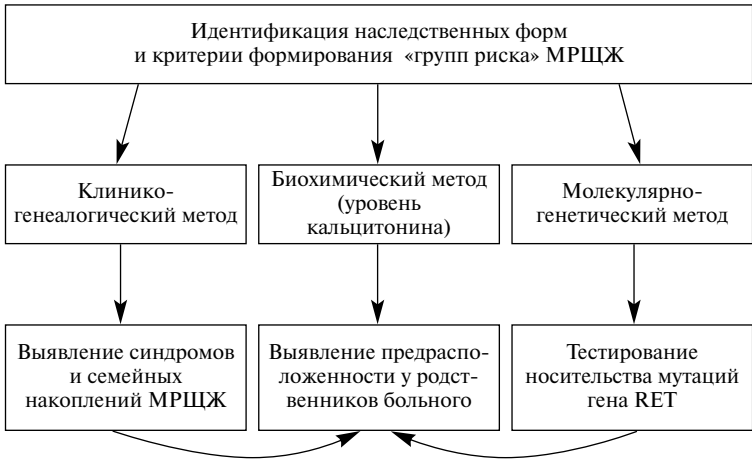 Идентификация наследственных форм
и критерии формирования «групп риска» МРЩЖ
Клинико-
генеалогический метод
Биохимический метод
(уровень
кальцитонина)
Молекулярно-
генетический метод
Выявление синдромов
и семейных
накоплений МРЩЖ
Выявление предраспо-
ложенности у родст-
венников больного
Тестирование
носительства мутаций
гена RET